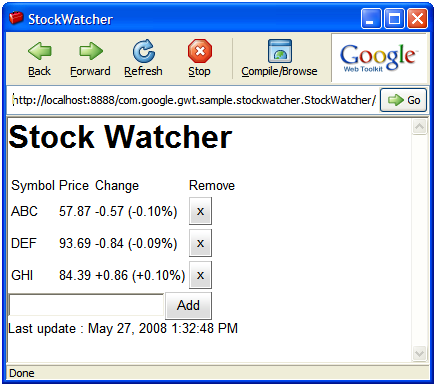 StockWatcher
Back Forward Refresh Stop Compile/Browse
Google
Web Toolkit
http://localhost:8888/com.google.gwt.sample.stockwatcher.StockWatcher/ Go
Stock Watcher
Symbol Price Change Remove
ABC 57.87 -0.57 (-0.10%) x
DEF 93.69 -0.84 (-0.09%) x
GHI 84.39 +0.86 (+0.10%) x
Add
Last update : May 27, 2008 1:32:48 PM
Done